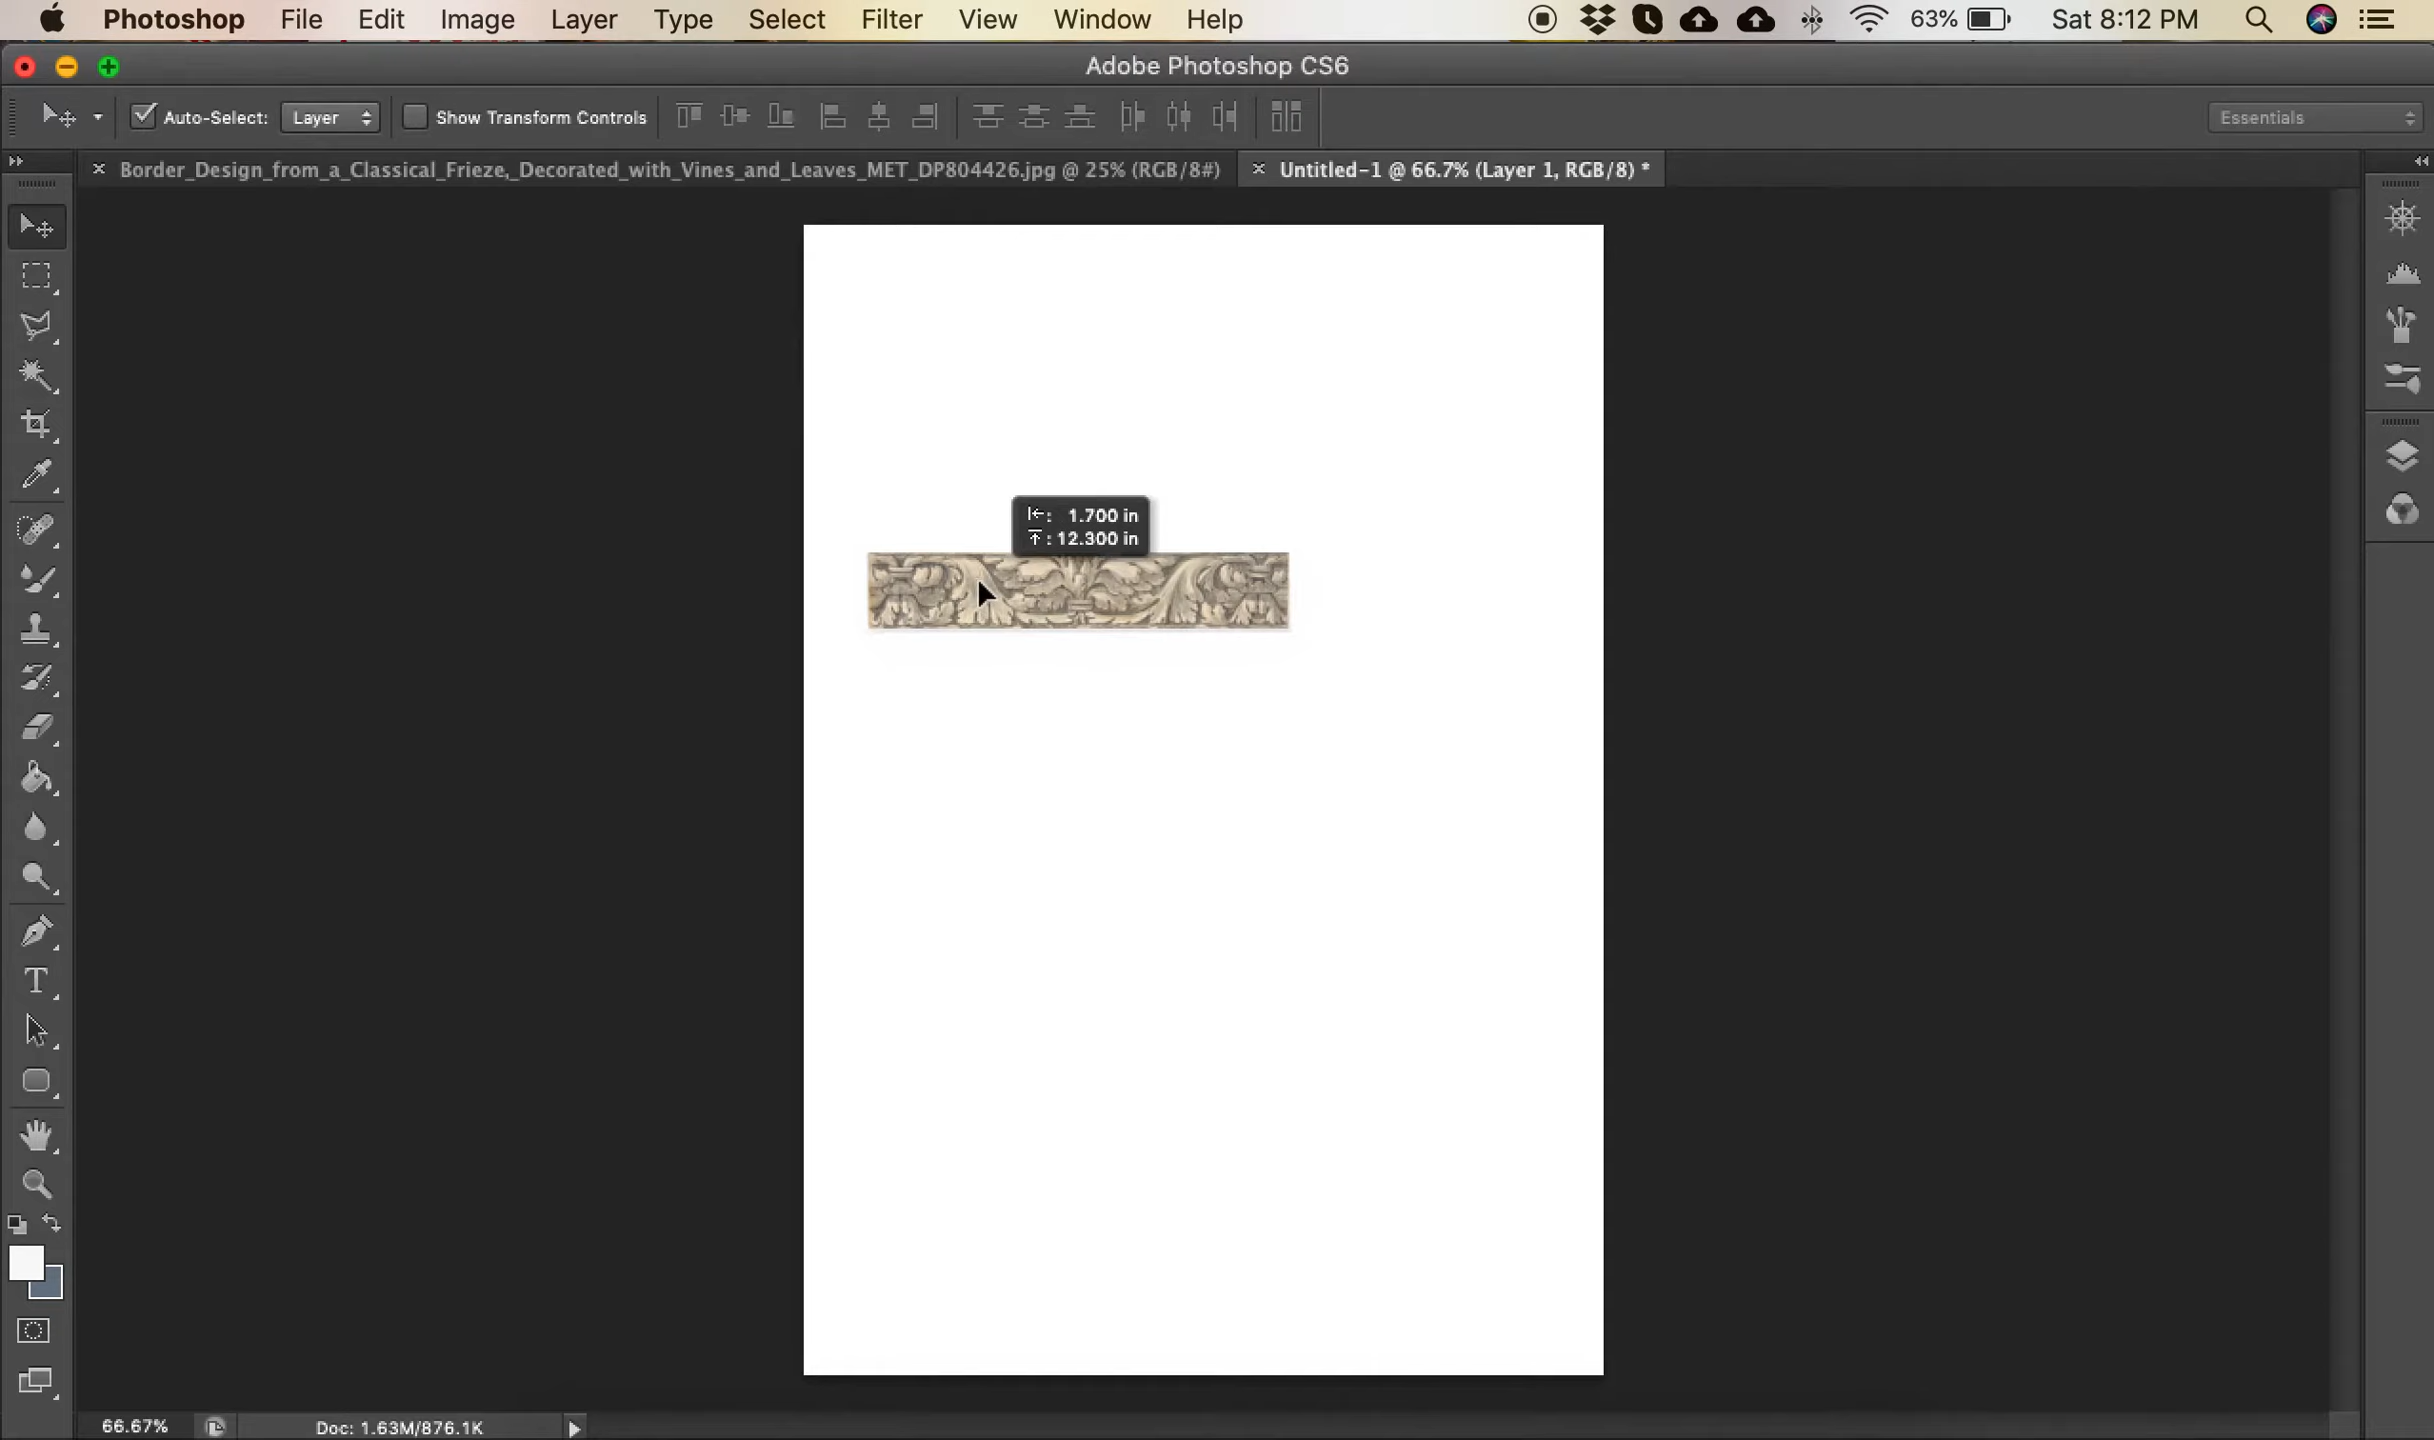 Photoshop File Edit Image Layer Type Select Filter View Window Help 63% Sat 8:12 PM
Adobe Photoshop CS6
Auto-Select: Layer Show Transform Controls Essentials
Border_Design_from_a_Classical_Frieze,_Decorated_with_Vines_and_Leaves_MET_DP804426.jpg @ 25% (RGB/8#) Untitled-1 @ 66.7% (Layer 1, RGB/8) *
1.700 in
12.300 in
66.67% Doc: 1.63M/876.1K